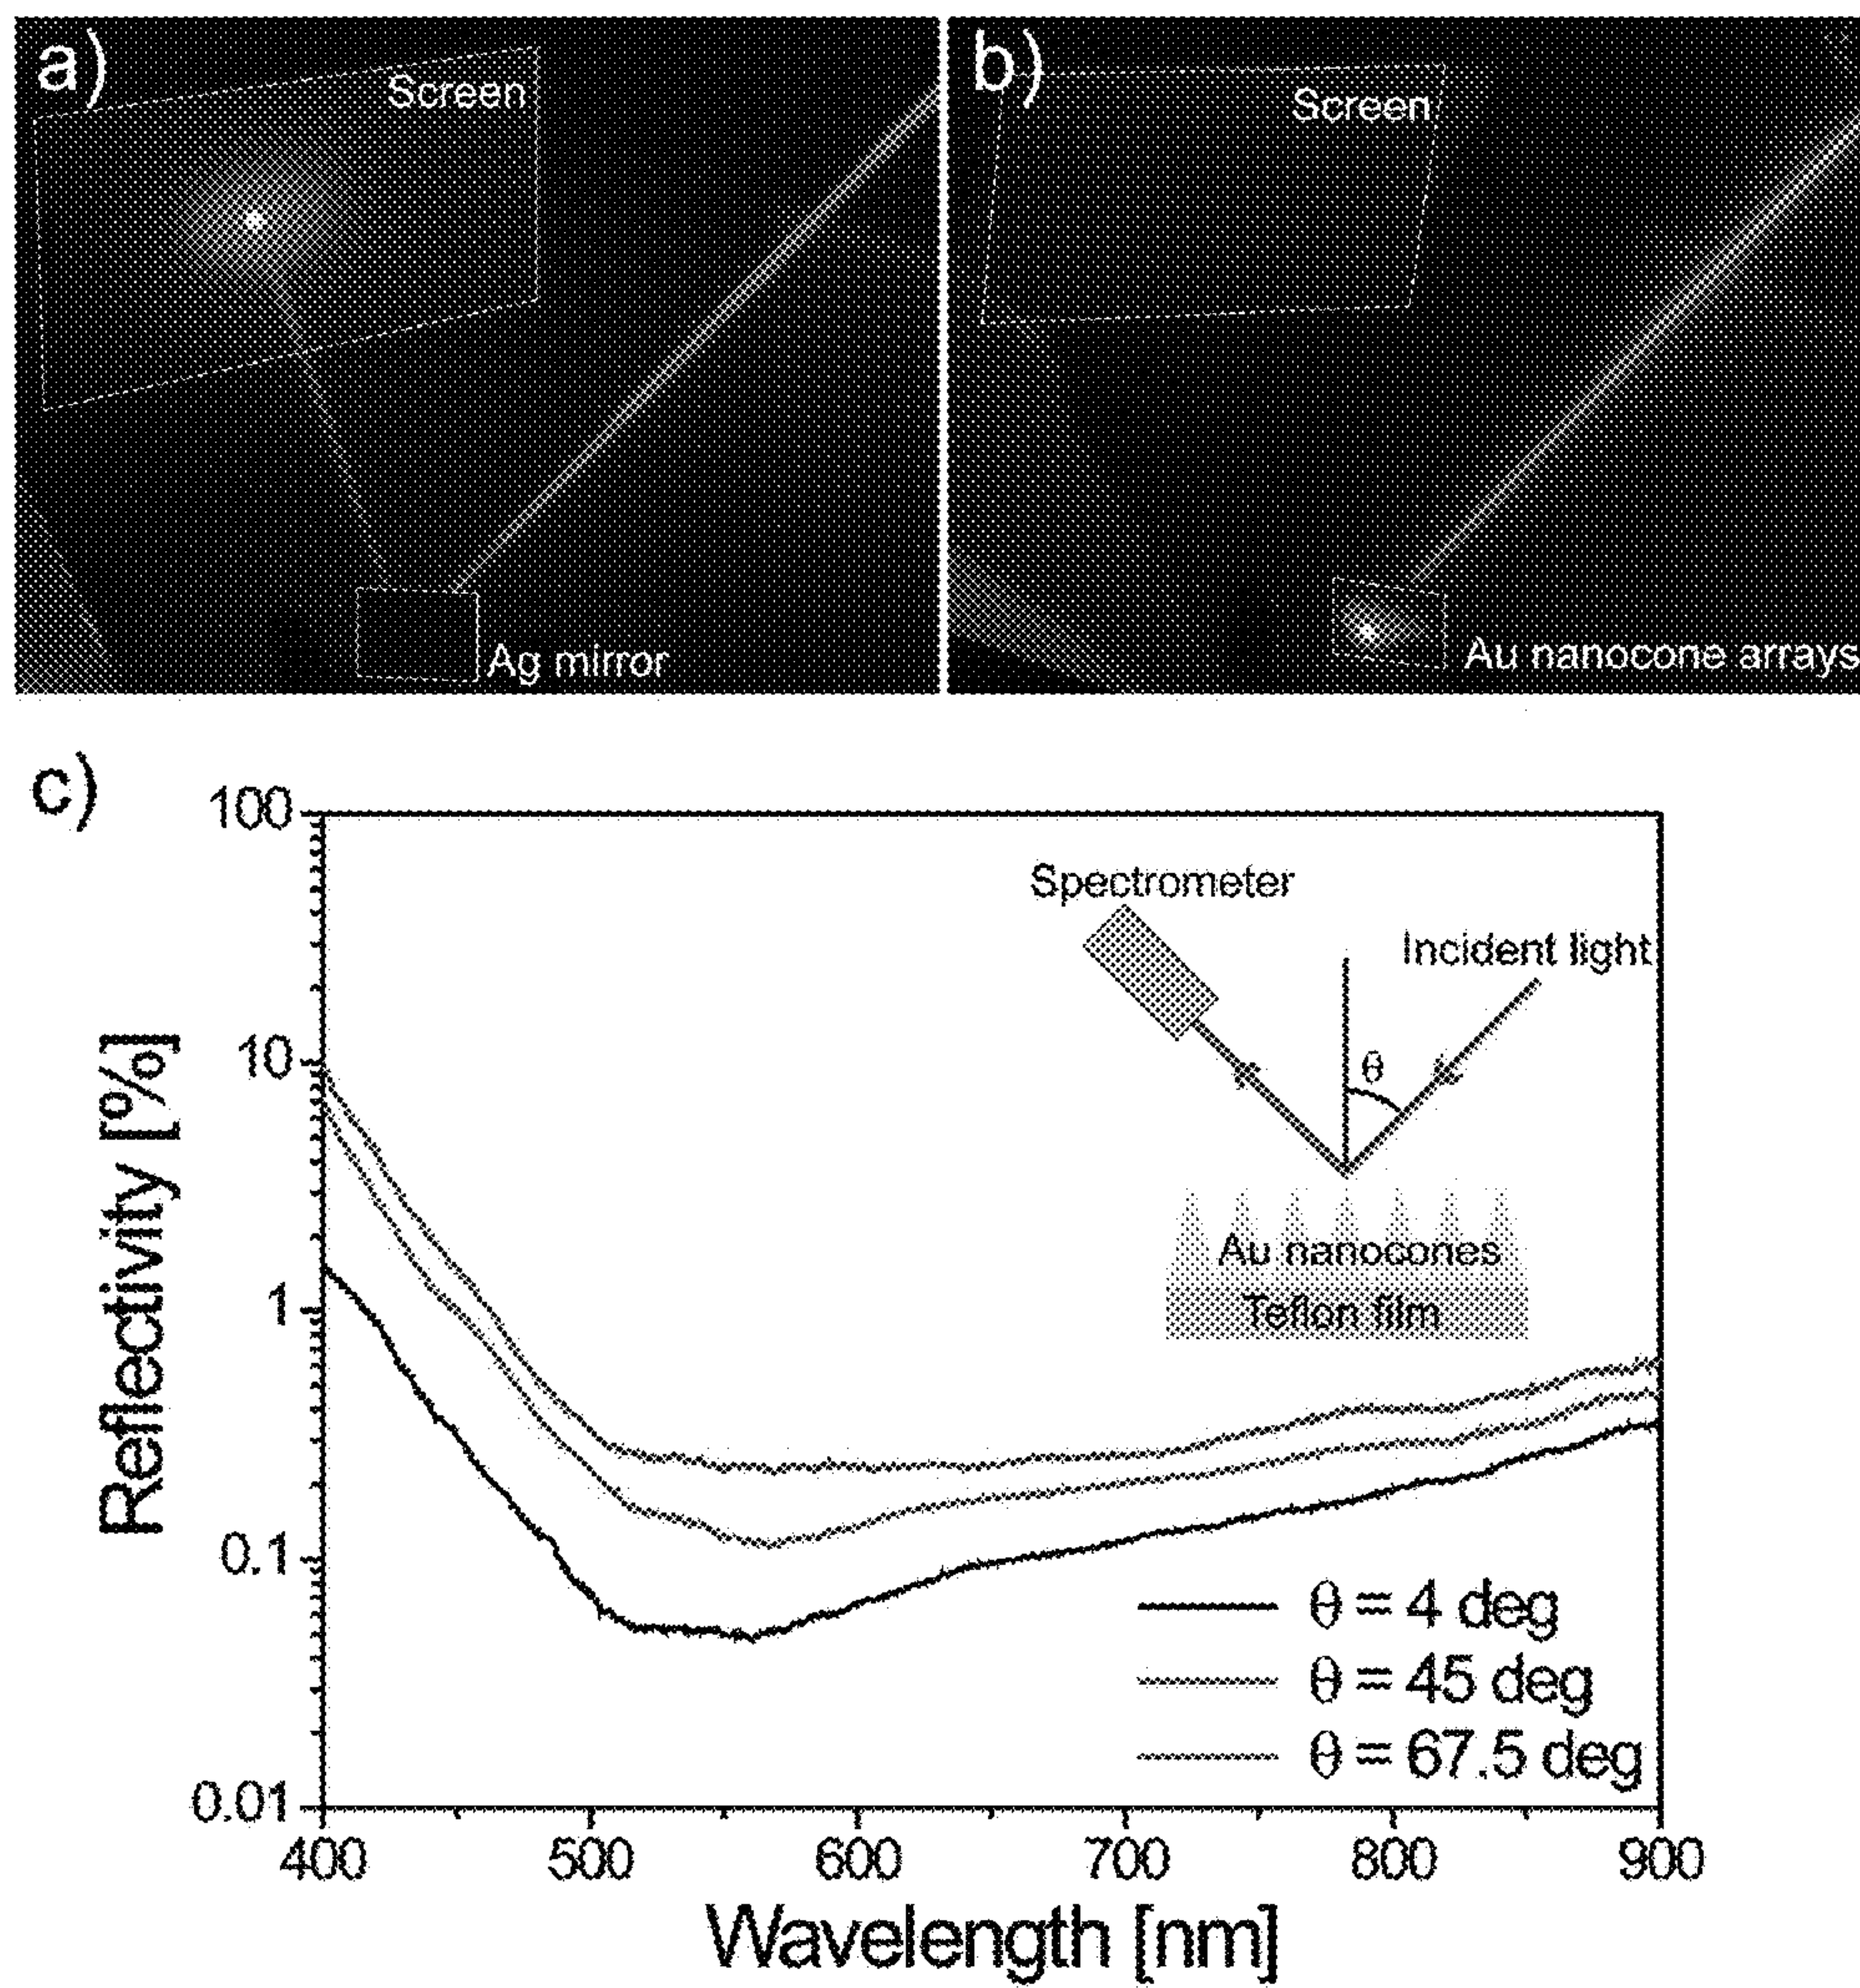 a)
Screen
Ag mirror
b)
Screen
Au nanocone arrays
c)
Reflectivity [%]
100
10
1
0.1
0.01
Spectrometer
Incident light
θ
Au nanocones
Teflon film
θ = 4 deg
θ = 45 deg
θ = 67.5 deg
400 500 600 700 800 900
Wavelength [nm]